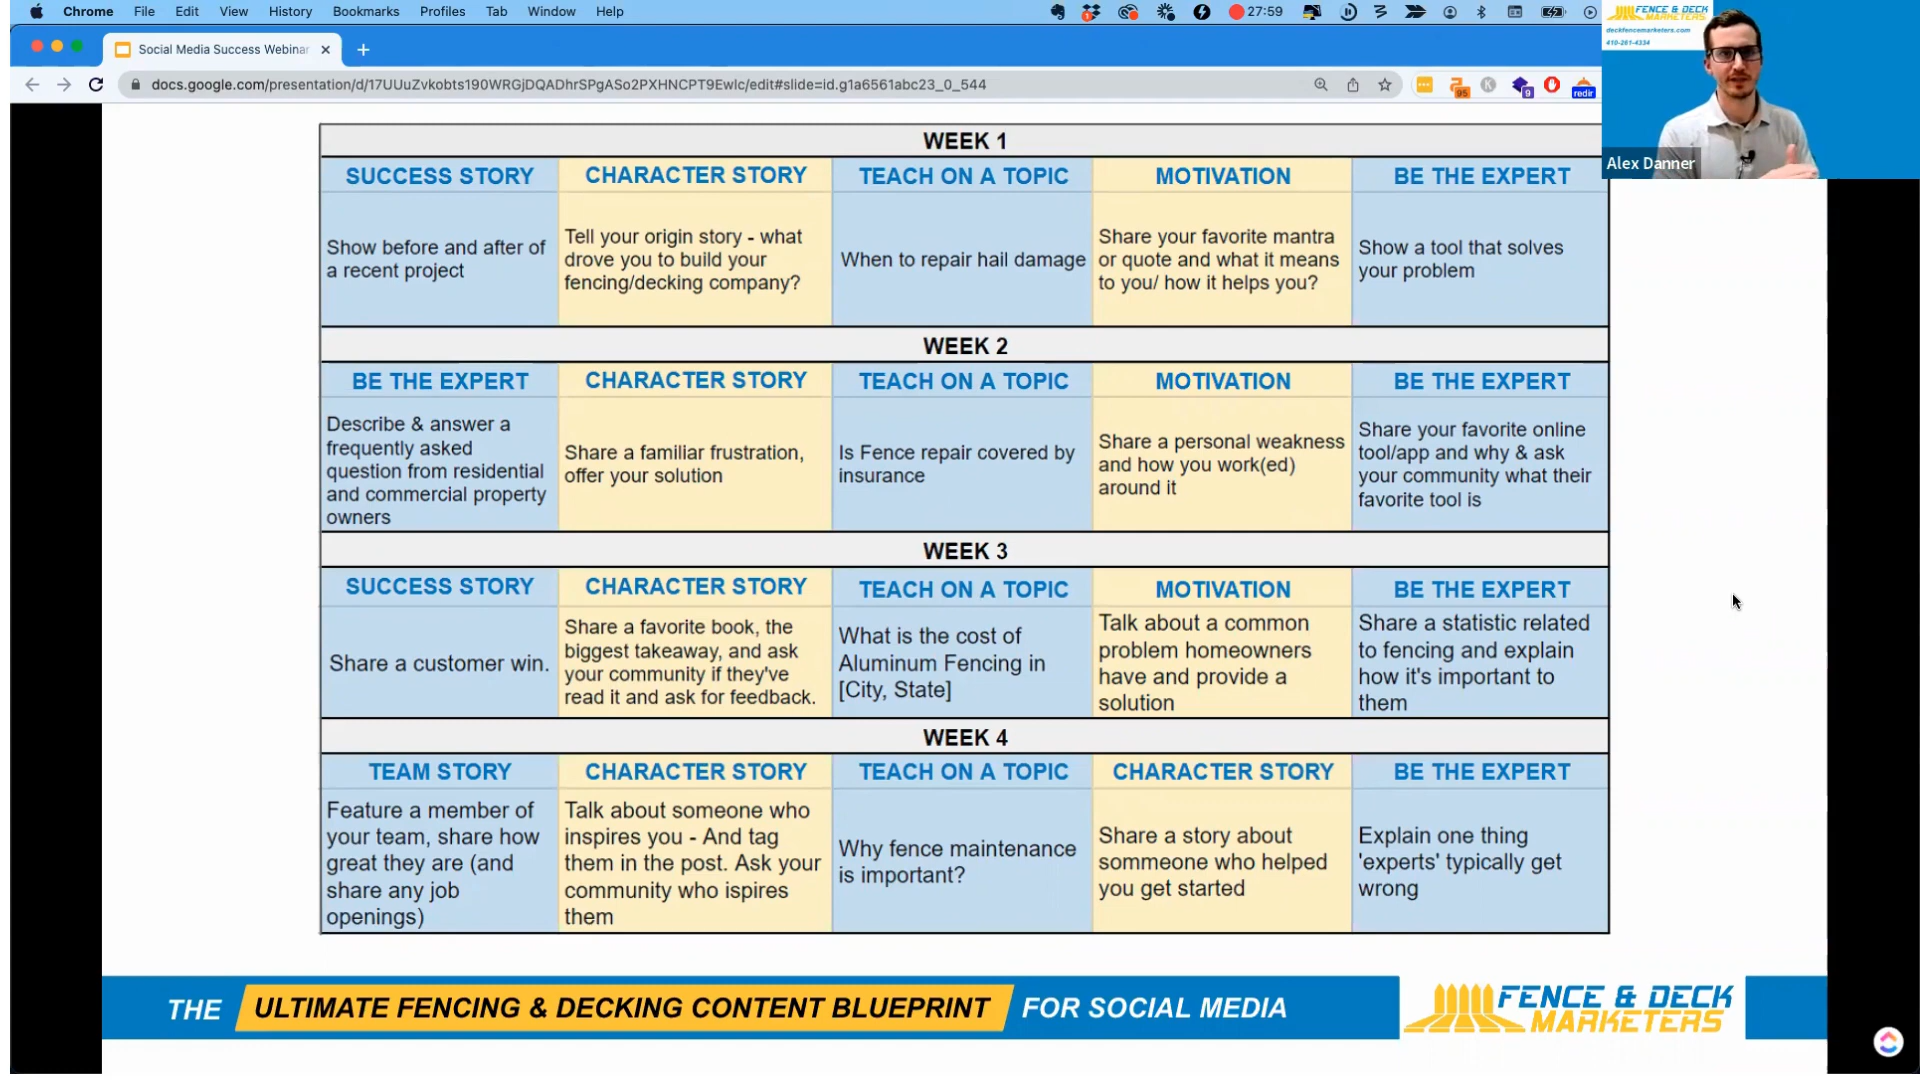 Chrome File Edit View History Bookmarks Profiles Tab Window Help
27:59
Social Media Success Webinar
docs.google.com/presentation/d/17UUuZvkobts190WRGjDQADhrSPgASo2PXHNCPT9Ewlc/edit#slide=id.g1a6561abc23_0_544
95
9
redir
FENCE & DECK
MARKETERS
deckfencemarketers.com
410-261-4334
Alex Danner
WEEK 1
SUCCESS STORY
CHARACTER STORY
TEACH ON A TOPIC
MOTIVATION
BE THE EXPERT
Show before and after of
a recent project
Tell your origin story - what
drove you to build your
fencing/decking company?
When to repair hail damage
Share your favorite mantra
or quote and what it means
to you/ how it helps you?
Show a tool that solves
your problem
WEEK 2
BE THE EXPERT
CHARACTER STORY
TEACH ON A TOPIC
MOTIVATION
BE THE EXPERT
Describe & answer a
frequently asked
question from residential
and commercial property
owners
Share a familiar frustration,
offer your solution
Is Fence repair covered by
insurance
Share a personal weakness
and how you work(ed)
around it
Share your favorite online
tool/app and why & ask
your community what their
favorite tool is
WEEK 3
SUCCESS STORY
CHARACTER STORY
TEACH ON A TOPIC
MOTIVATION
BE THE EXPERT
Share a customer win.
Share a favorite book, the
biggest takeaway, and ask
your community if they've
read it and ask for feedback.
What is the cost of
Aluminum Fencing in
[City, State]
Talk about a common
problem homeowners
have and provide a
solution
Share a statistic related
to fencing and explain
how it's important to
them
WEEK 4
TEAM STORY
CHARACTER STORY
TEACH ON A TOPIC
CHARACTER STORY
BE THE EXPERT
Feature a member of
your team, share how
great they are (and
share any job
openings)
Talk about someone who
inspires you - And tag
them in the post. Ask your
community who ispires
them
Why fence maintenance
is important?
Share a story about
sommeone who helped
you get started
Explain one thing
'experts' typically get
wrong
THE ULTIMATE FENCING & DECKING CONTENT BLUEPRINT FOR SOCIAL MEDIA
FENCE & DECK
MARKETERS